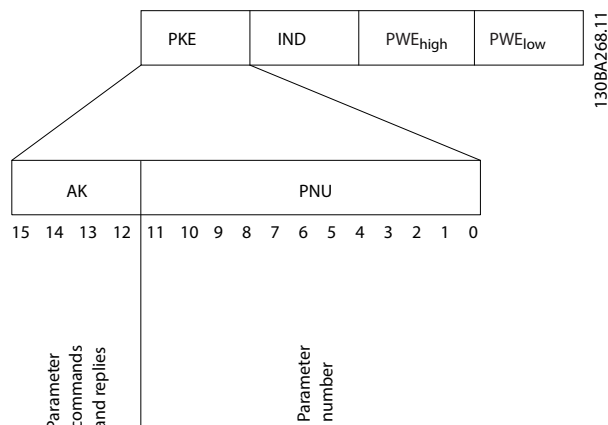 PKE IND PWEhigh PWElow
130BA268.11
AK PNU
15 14 13 12 11 10 9 8 7 6 5 4 3 2 1 0
Parameter
commands
and replies
Parameter
number